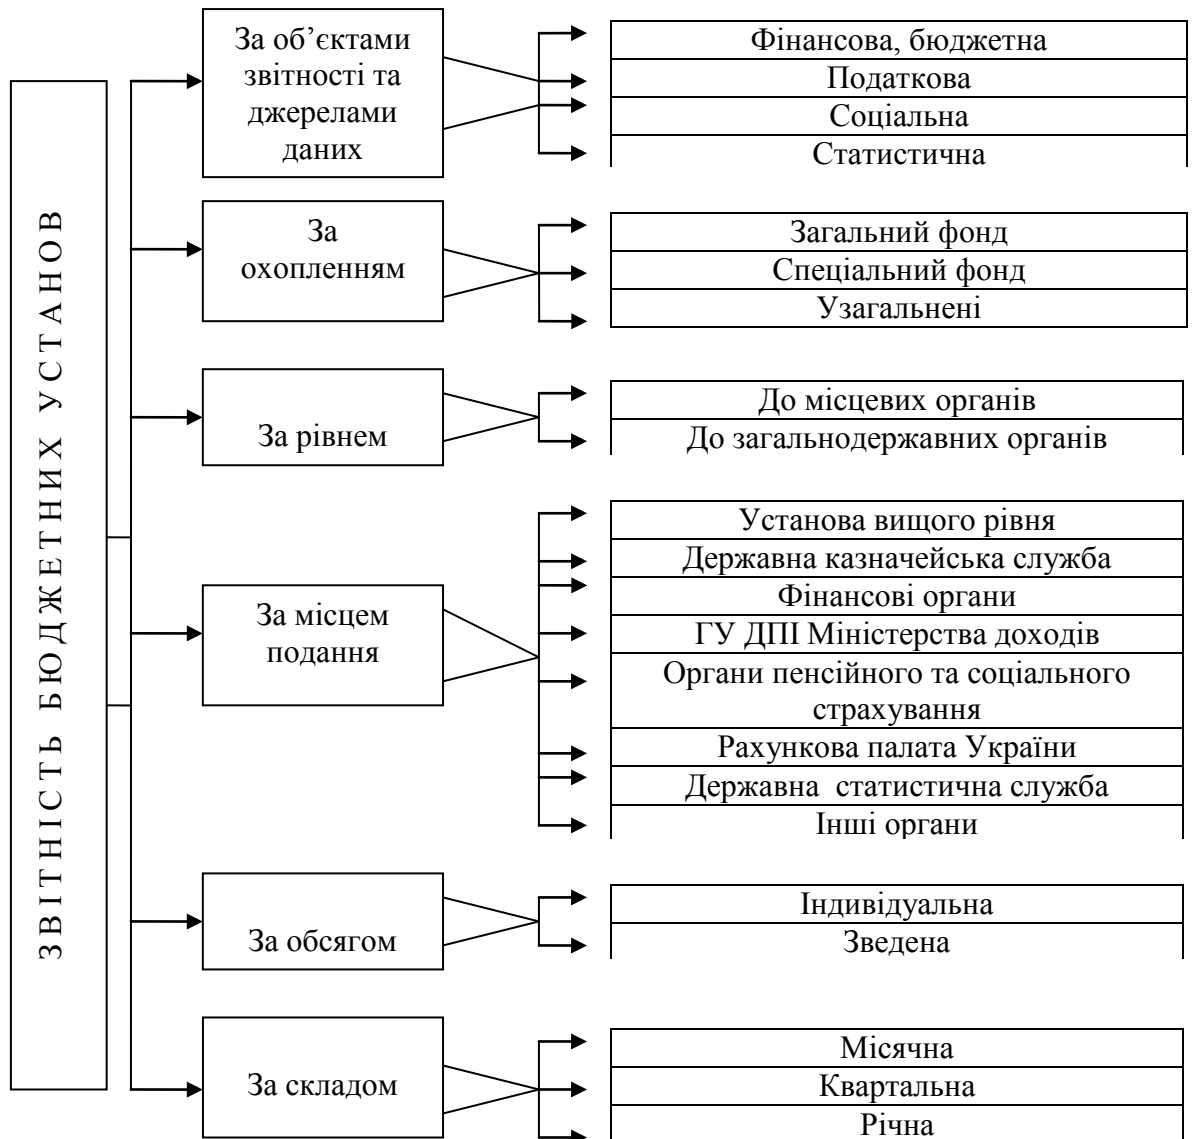 ЗВІТНІСТЬ БЮДЖЕТНИХ УСТАНОВ
За об’єктами
звітності та
джерелами
даних
Фінансова, бюджетна
Податкова
Соціальна
Статистична
За
охопленням
Загальний фонд
Спеціальний фонд
Узагальнені
За рівнем
До місцевих органів
До загальнодержавних органів
За місцем
подання
Установа вищого рівня
Державна казначейська служба
Фінансові органи
ГУ ДПІ Міністерства доходів
Органи пенсійного та соціального
страхування
Рахункова палата України
Державна статистична служба
Інші органи
За обсягом
Індивідуальна
Зведена
За складом
Місячна
Квартальна
Річна